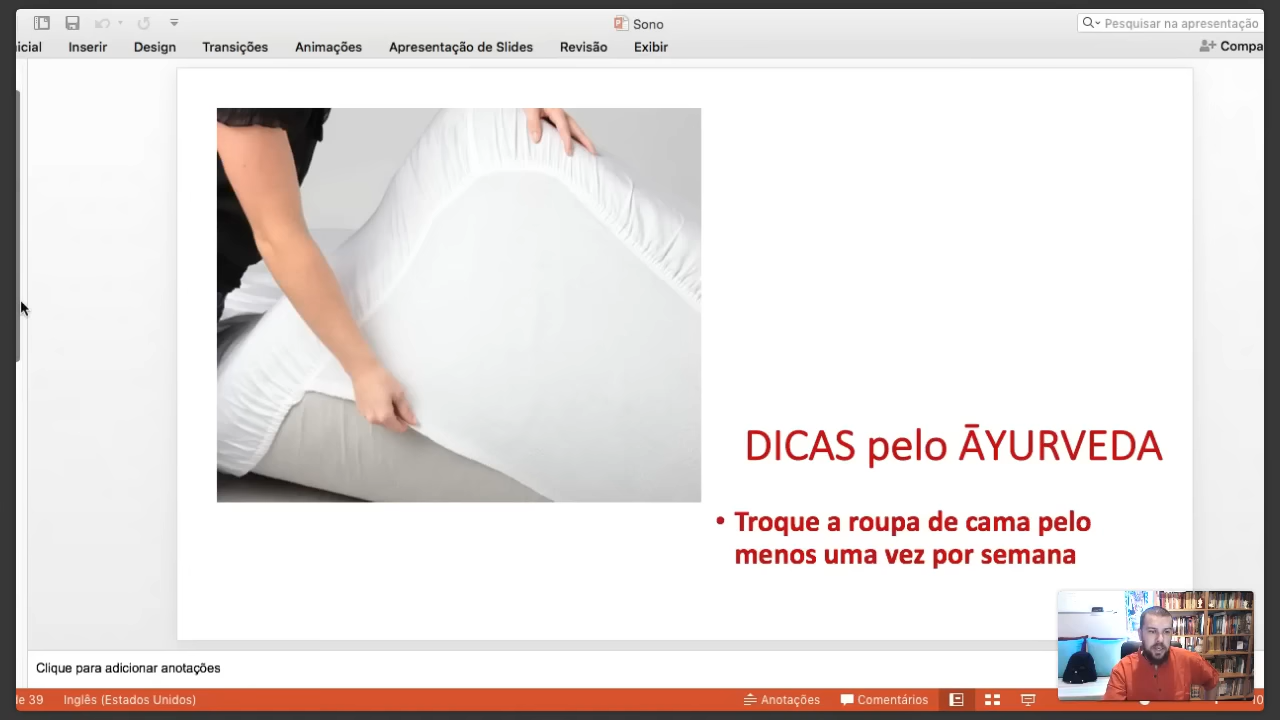 Sono
Pesquisar na apresentação
icial Inserir Design Transições Animações Apresentação de Slides Revisão Exibir Compa
DICAS pelo ĀYURVEDA
• Troque a roupa de cama pelo
menos uma vez por semana
Clique para adicionar anotações
de 39 Inglês (Estados Unidos) Anotações Comentários